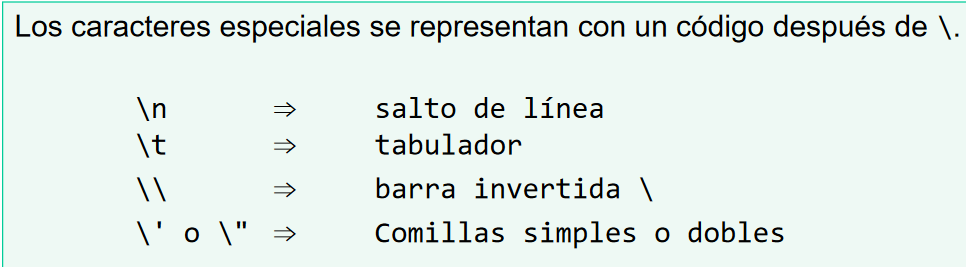 Los caracteres especiales se representan con un código después de \.
\n ⇒ salto de línea
\t ⇒ tabulador
\\ ⇒ barra invertida \
\' o \" ⇒ Comillas simples o dobles